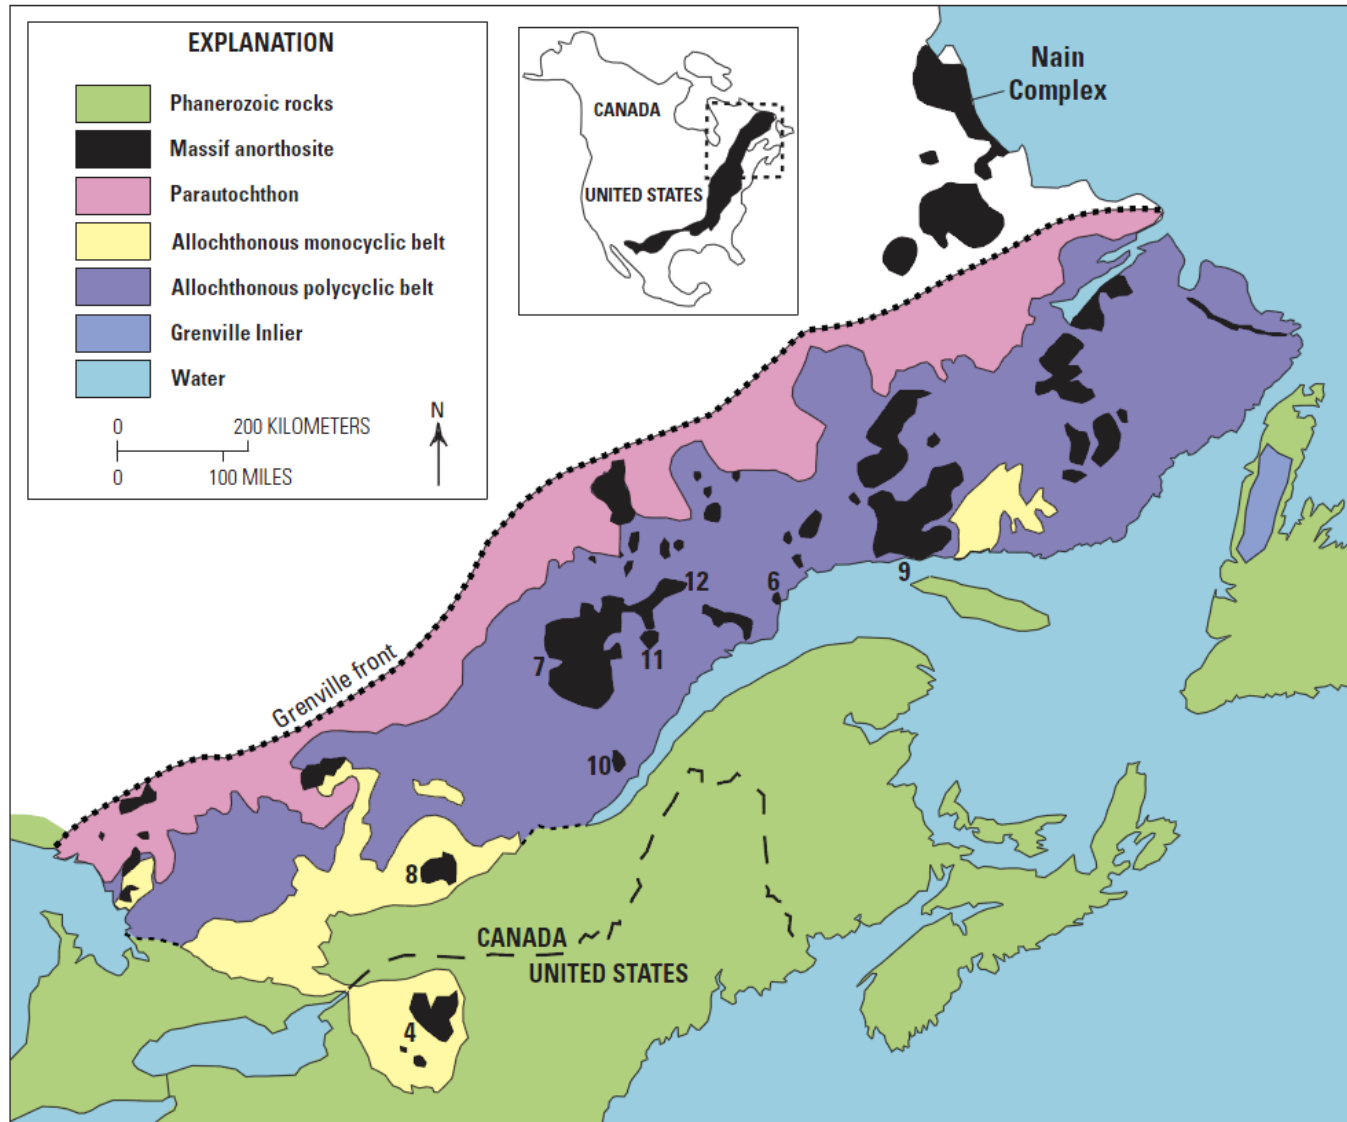 EXPLANATION
Phanerozoic rocks
Massif anorthosite
Parautochthon
Allochthonous monocyclic belt
Allochthonous polycyclic belt
Grenville Inlier
Water
0 200 KILOMETERS
0 100 MILES
N
CANADA
UNITED STATES
Nain
Complex
Grenville front
12
6
9
11
7
10
8
CANADA
UNITED STATES
4